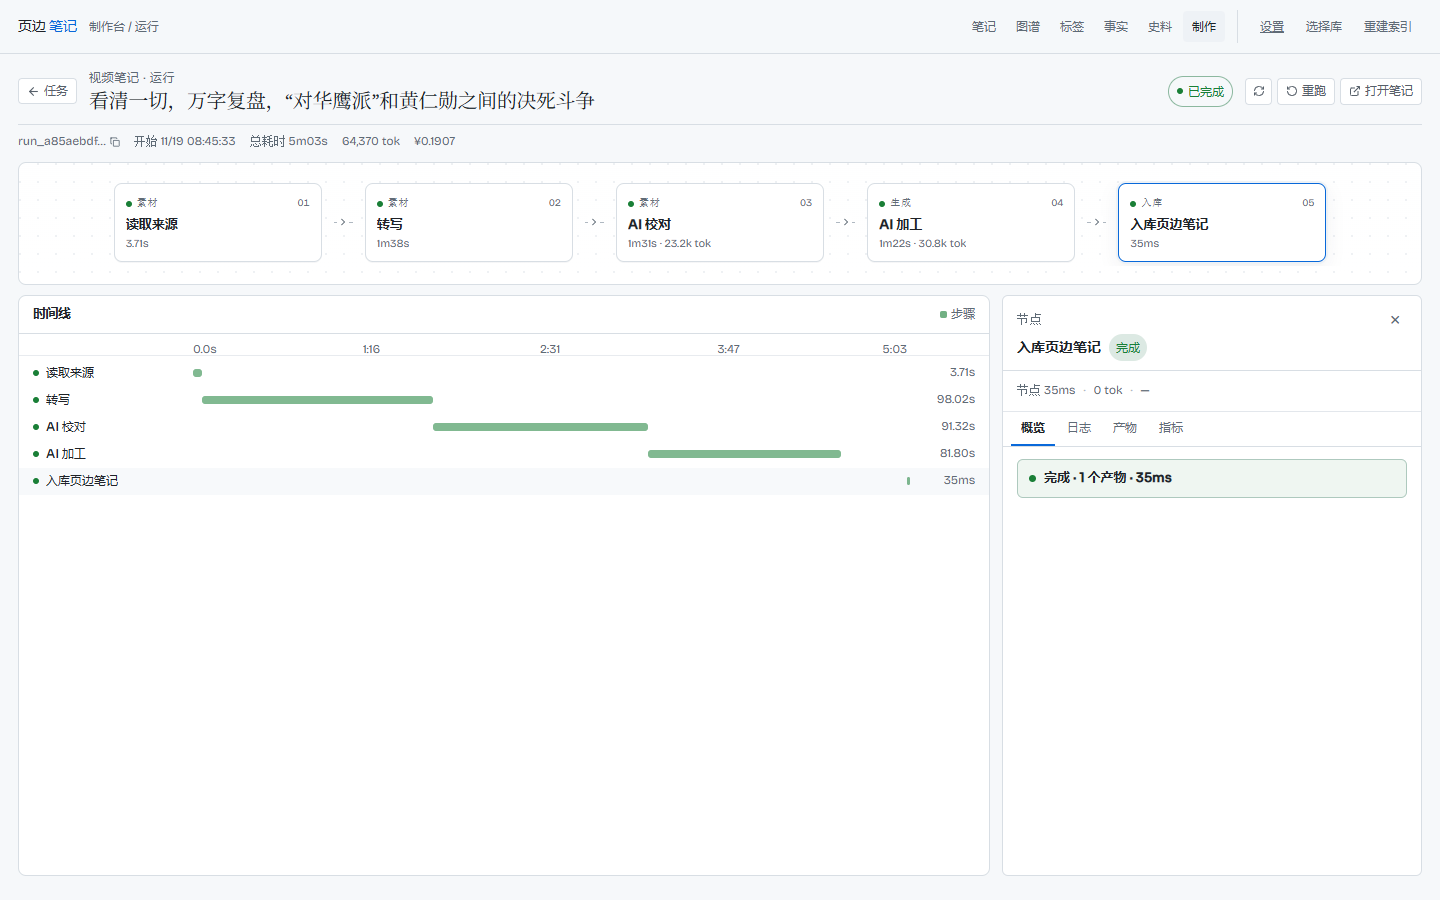 页边 笔记 制作台 / 运行 笔记 图谱 标签 事实 史料 制作 设置 选择库 重建索引
← 任务
视频笔记 · 运行
看清一切，万字复盘，“对华鹰派”和黄仁勋之间的决死斗争
已完成 重跑 打开笔记
run_a85aebdf... 开始 11/19 08:45:33 总耗时 5m03s 64,370 tok ¥0.1907
素材 01
读取来源
3.71s
素材 02
转写
1m38s
素材 03
AI 校对
1m31s · 23.2k tok
生成 04
AI 加工
1m22s · 30.8k tok
入库 05
入库页边笔记
35ms
时间线 步骤
0.0s 1:16 2:31 3:47 5:03
读取来源 3.71s
转写 98.02s
AI 校对 91.32s
AI 加工 81.80s
入库页边笔记 35ms
节点
入库页边笔记 完成
节点 35ms · 0 tok · —
概览 日志 产物 指标
完成 · 1 个产物 · 35ms